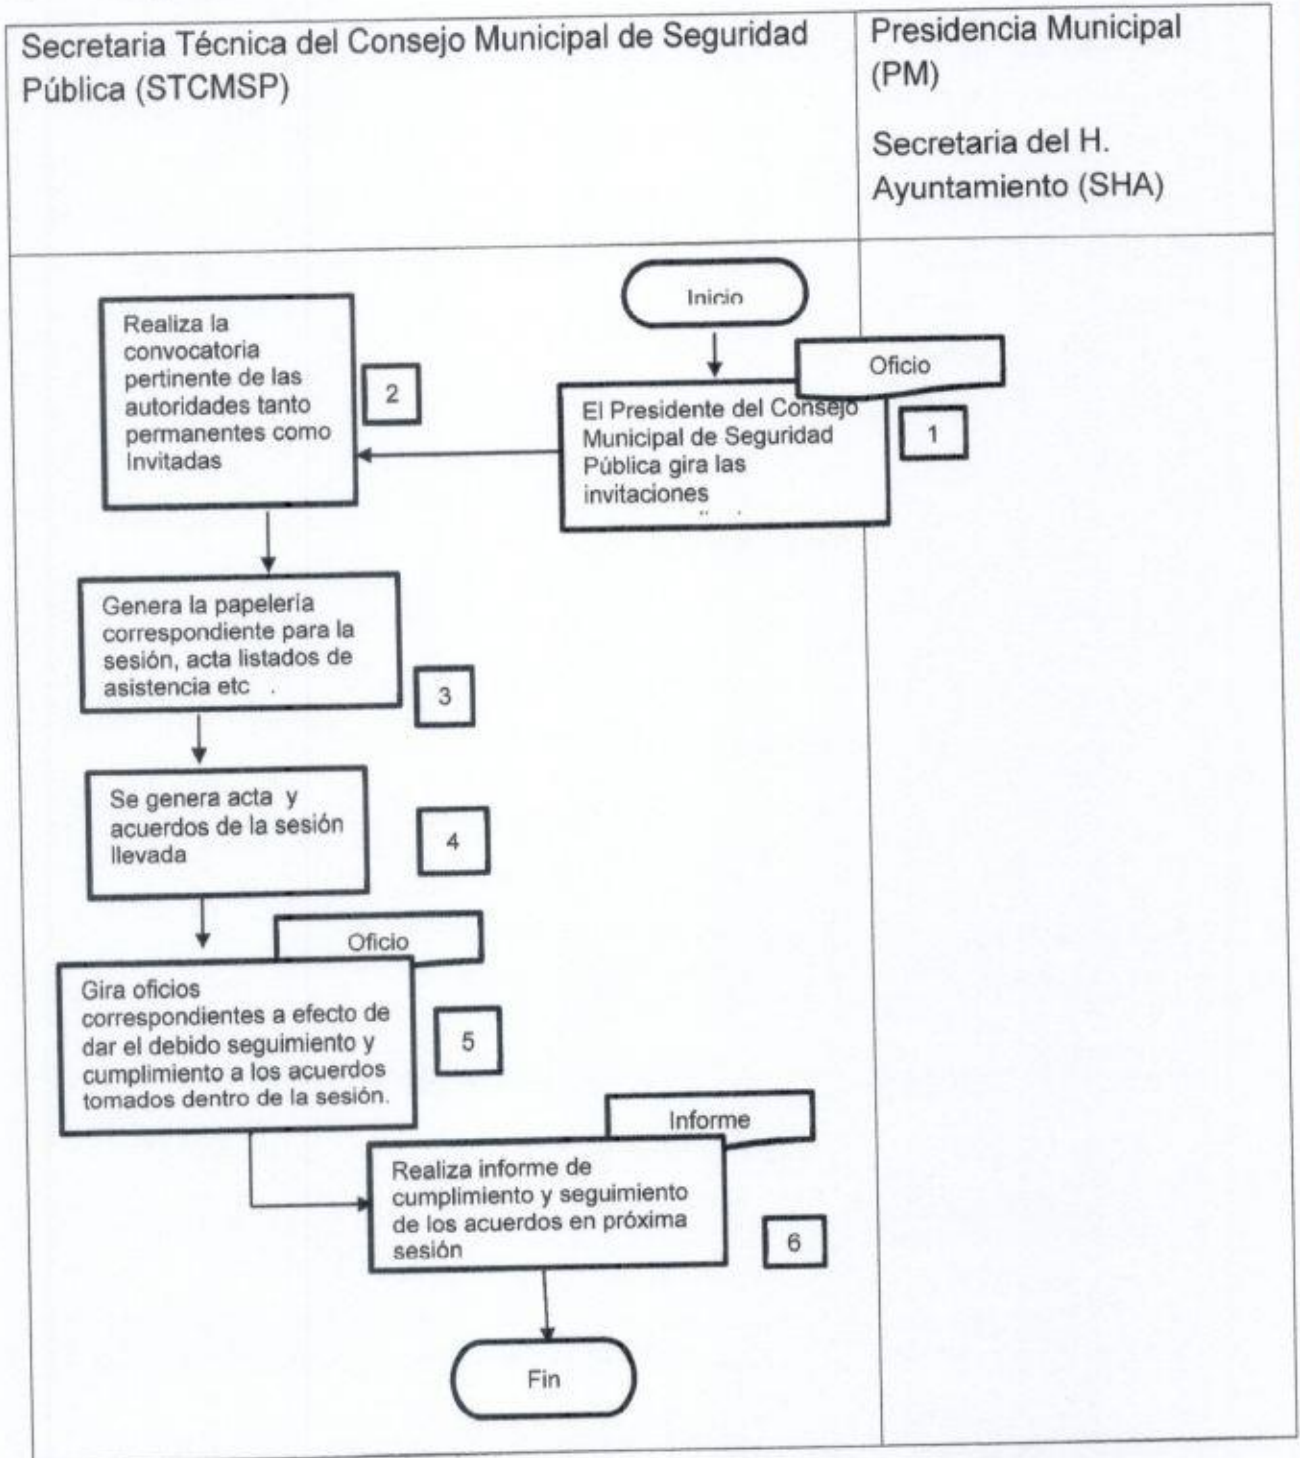 Secretaria Técnica del Consejo Municipal de Seguridad
Pública (STCMSP)
Presidencia Municipal
(PM)
Secretaria del H.
Ayuntamiento (SHA)
Inicio
Oficio
El Presidente del Consejo
Municipal de Seguridad
Pública gira las
invitaciones
1
Realiza la
convocatoria
pertinente de las
autoridades tanto
permanentes como
Invitadas
2
Genera la papelería
correspondiente para la
sesión, acta listados de
asistencia etc .
3
Se genera acta y
acuerdos de la sesión
llevada
4
Oficio
Gira oficios
correspondientes a efecto de
dar el debido seguimiento y
cumplimiento a los acuerdos
tomados dentro de la sesión.
5
Informe
Realiza informe de
cumplimiento y seguimiento
de los acuerdos en próxima
sesión
6
Fin